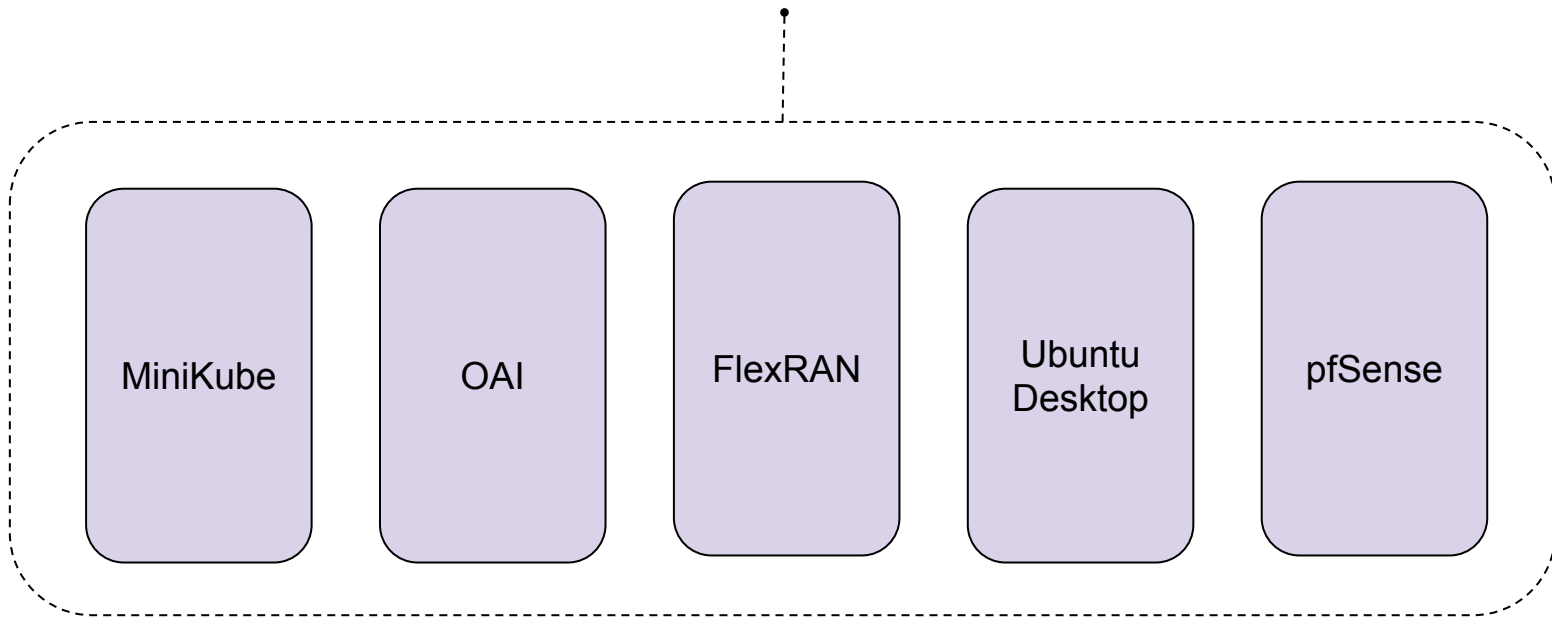 MiniKube
OAI
FlexRAN
Ubuntu
Desktop
pfSense